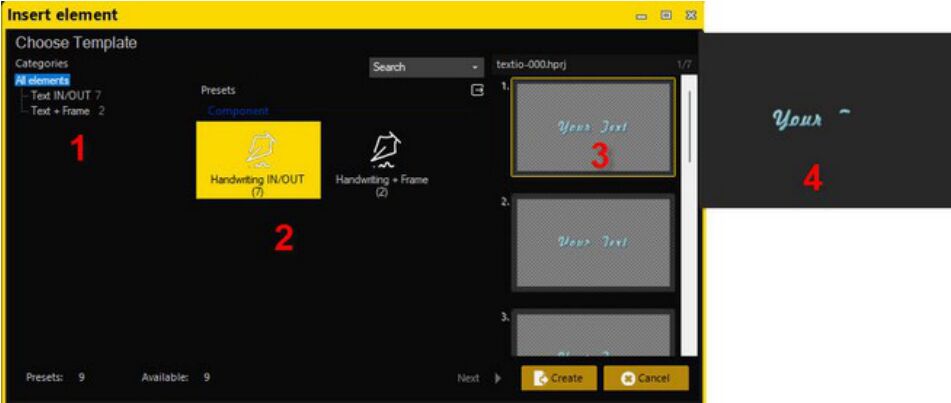 Insert element
Choose Template
Categories
All elements
Text IN/OUT 7
Text + Frame 2
1
Search
Presets
Component
Handwriting IN/OUT
(7)
Handwriting + Frame
(2)
2
textio-000.hprj 1/7
1.
Your Text
3
2.
Your Text
3.
Your
4
Presets: 9 Available: 9 Next Create Cancel